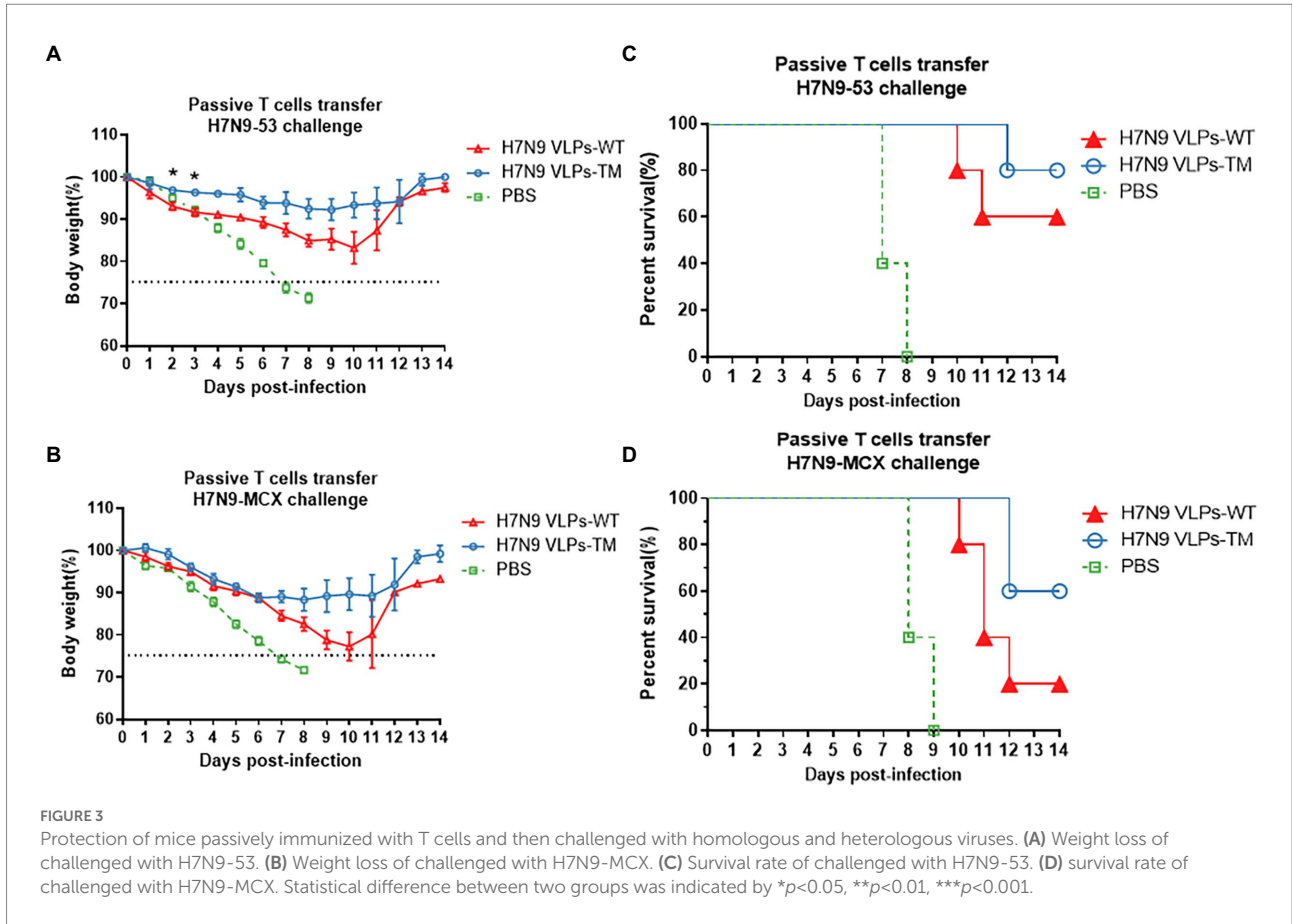 A
Passive T cells transfer
H7N9-53 challenge
110
100
90
80
70
60
Body weight(%)
* *
0 1 2 3 4 5 6 7 8 9 10 11 12 13 14
Days post-infection
H7N9 VLPs-WT
H7N9 VLPs-TM
PBS
C
Passive T cells transfer
H7N9-53 challenge
100
80
60
40
20
0
Percent survival(%)
0 1 2 3 4 5 6 7 8 9 10 11 12 13 14
Days post-infection
H7N9 VLPs-WT
H7N9 VLPs-TM
PBS
B
Passive T cells transfer
H7N9-MCX challenge
110
100
90
80
70
60
Body weight(%)
0 1 2 3 4 5 6 7 8 9 10 11 12 13 14
Days post-infection
H7N9 VLPs-WT
H7N9 VLPs-TM
PBS
D
Passive T cells transfer
H7N9-MCX challenge
100
80
60
40
20
0
Percent survival(%)
0 1 2 3 4 5 6 7 8 9 10 11 12 13 14
Days post-infection
H7N9 VLPs-WT
H7N9 VLPs-TM
PBS
FIGURE 3
Protection of mice passively immunized with T cells and then challenged with homologous and heterologous viruses. (A) Weight loss of
challenged with H7N9-53. (B) Weight loss of challenged with H7N9-MCX. (C) Survival rate of challenged with H7N9-53. (D) survival rate of
challenged with H7N9-MCX. Statistical difference between two groups was indicated by *p<0.05, **p<0.01, ***p<0.001.